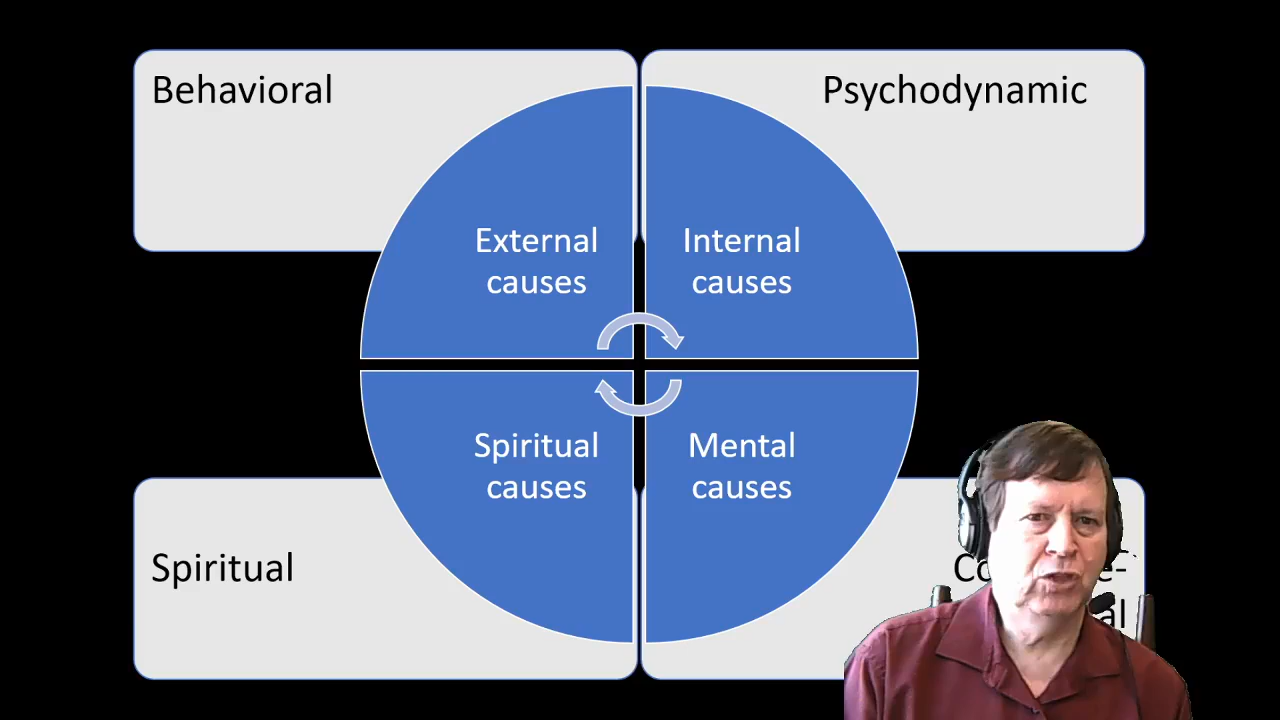 Behavioral
Psychodynamic
External
causes
Internal
causes
Spiritual
causes
Mental
causes
Spiritual